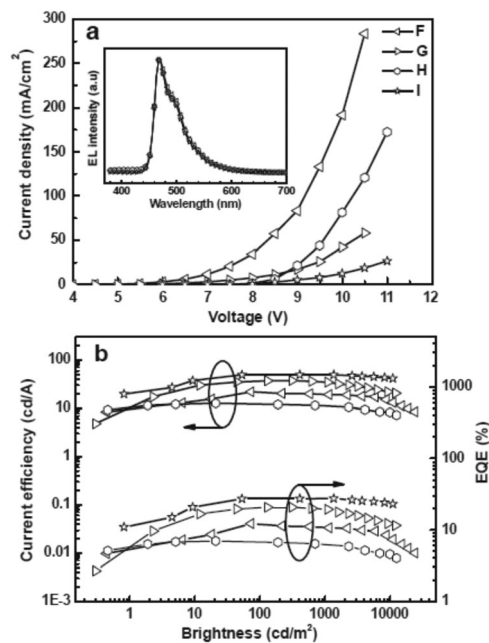 a
F
G
H
I
300
250
200
150
100
50
0
Current density (mA/cm²)
EL intensity (a.u)
400 500 600 700
Wavelength (nm)
4 5 6 7 8 9 10 11 12
Voltage (V)
b
100
10
1
0.1
0.01
1E-3
Current efficiency (cd/A)
1000
100
10
1
EQE (%)
1 10 100 1000 10000
Brightness (cd/m²)